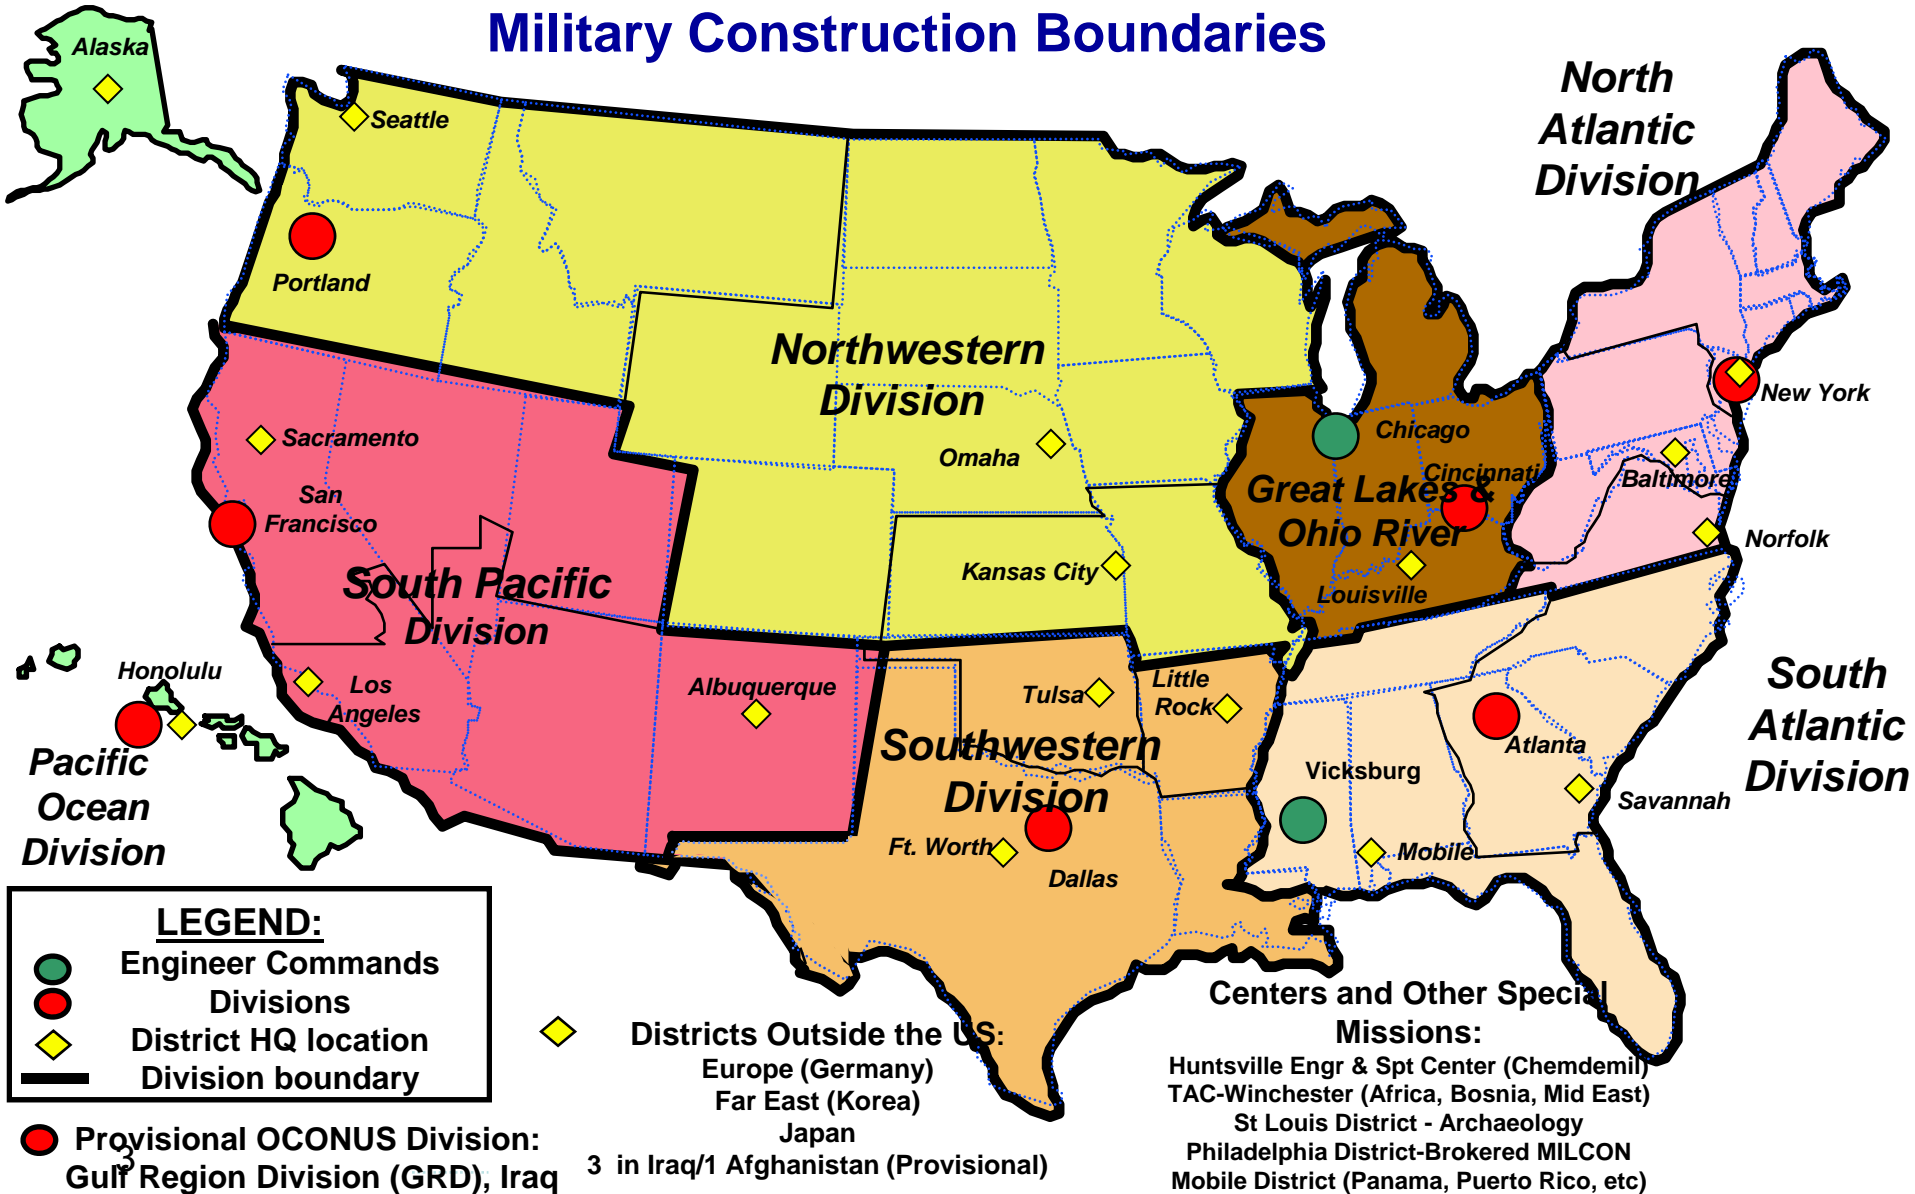 Military Construction Boundaries
Alaska
Seattle
Portland
North
Atlantic
Division
Northwestern
Division
New York
Sacramento
San
Francisco
Omaha
Chicago
Cincinnati
Great Lakes &
Ohio River
Baltimore
Norfolk
Kansas City
Louisville
South Pacific
Division
Honolulu
Los
Angeles
Albuquerque
Tulsa
Little
Rock
South
Atlantic
Division
Pacific
Ocean
Division
Southwestern
Division
Atlanta
Vicksburg
Savannah
Ft. Worth
Mobile
Dallas
LEGEND:
Engineer Commands
Divisions
District HQ location
Division boundary
Provisional OCONUS Division:
Gulf Region Division (GRD), Iraq
3
Districts Outside the US:
Europe (Germany)
Far East (Korea)
Japan
3 in Iraq/1 Afghanistan (Provisional)
Centers and Other Special
Missions:
Huntsville Engr & Spt Center (Chemdemil)
TAC-Winchester (Africa, Bosnia, Mid East)
St Louis District - Archaeology
Philadelphia District-Brokered MILCON
Mobile District (Panama, Puerto Rico, etc)